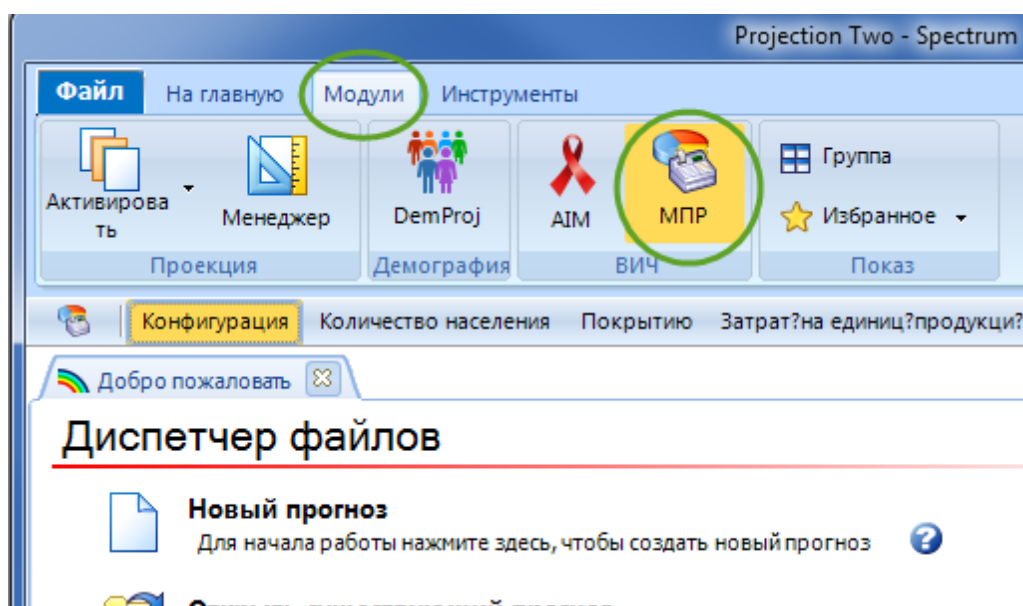 Projection Two - Spectrum
Файл На главную Модули Инструменты
Активирова
ть
Менеджер DemProj AIM МПР
Группа
Избранное
Проекция Демография ВИЧ Показ
Конфигурация Количество населения Покрытию Затрат?на единиц?продукци?
Добро пожаловать
Диспетчер файлов
Новый прогноз
Для начала работы нажмите здесь, чтобы создать новый прогноз